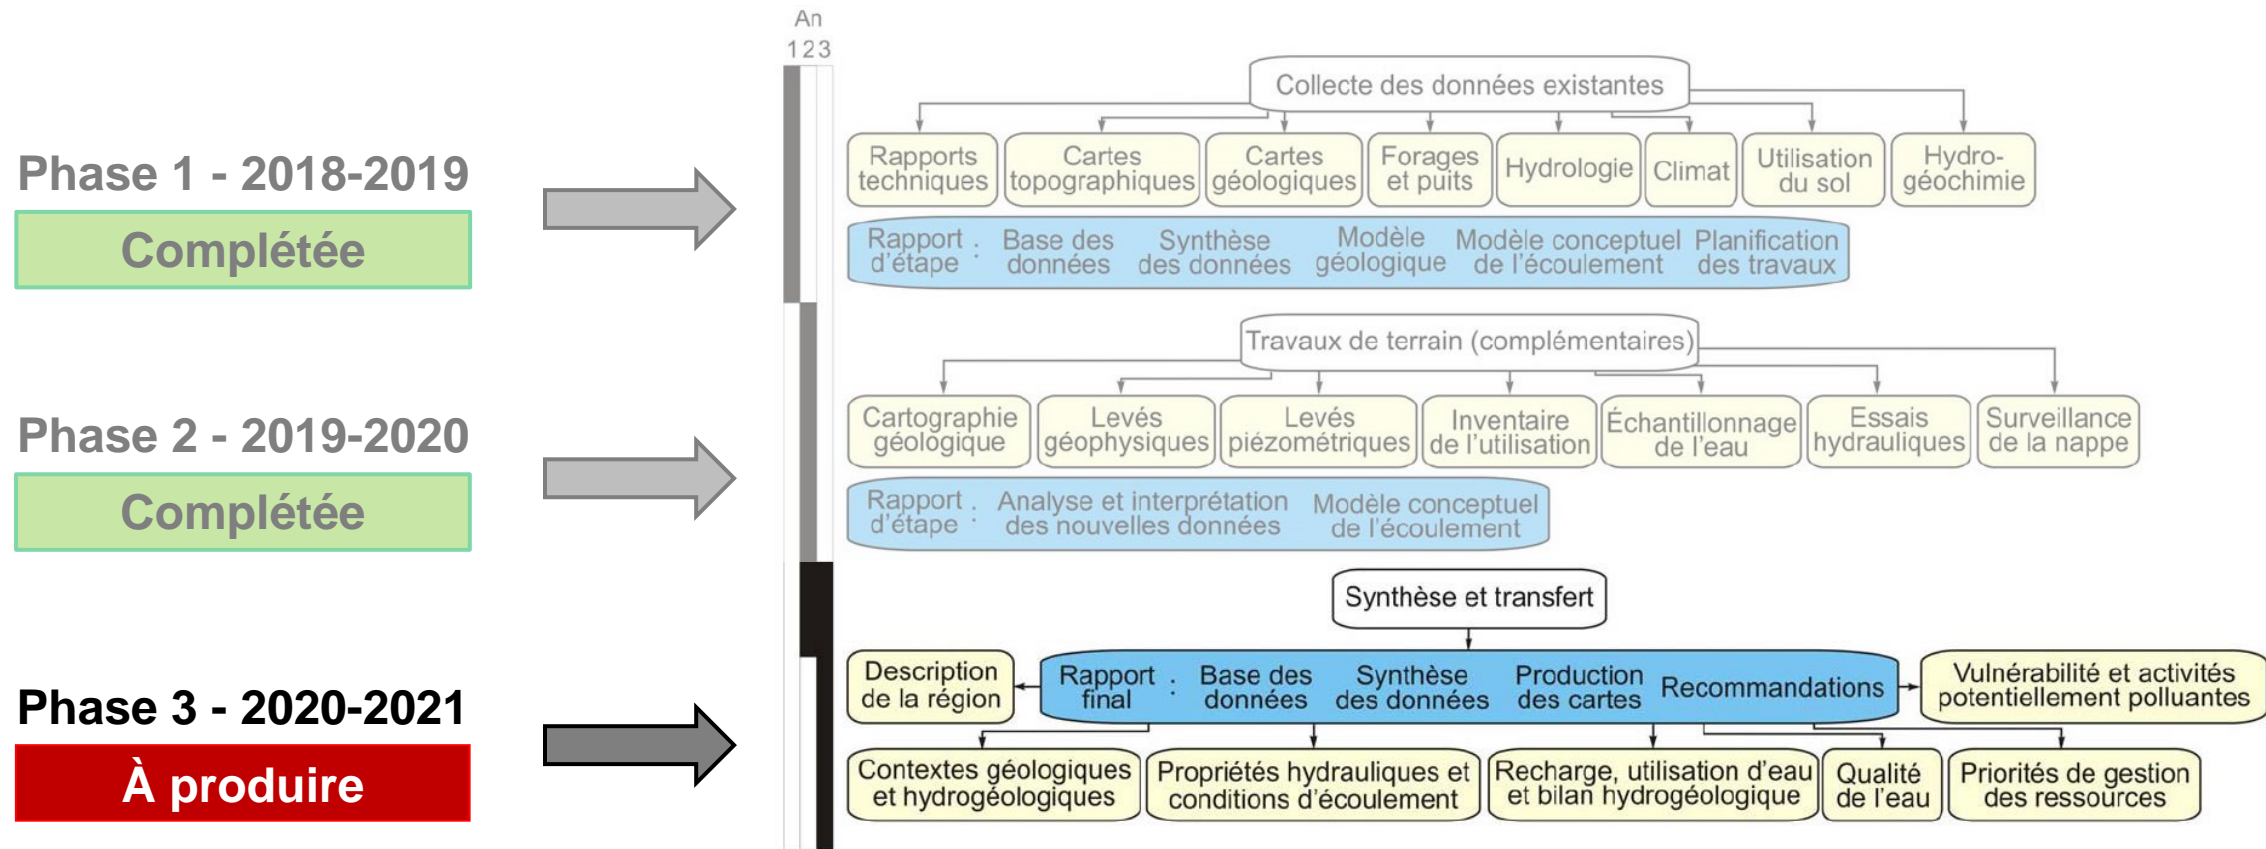 An
1 2 3
Phase 1 - 2018-2019
Complétée
Collecte des données existantes
Rapports
techniques
Cartes
topographiques
Cartes
géologiques
Forages
et puits
Hydrologie
Climat
Utilisation
du sol
Hydro-
géochimie
Rapport
d'étape :
Base des
données
Synthèse
des données
Modèle
géologique
Modèle conceptuel
de l'écoulement
Planification
des travaux
Phase 2 - 2019-2020
Complétée
Travaux de terrain (complémentaires)
Cartographie
géologique
Levés
géophysiques
Levés
piézométriques
Inventaire
de l'utilisation
Échantillonnage
de l'eau
Essais
hydrauliques
Surveillance
de la nappe
Rapport
d'étape :
Analyse et interprétation
des nouvelles données
Modèle conceptuel
de l'écoulement
Phase 3 - 2020-2021
À produire
Synthèse et transfert
Description
de la région
Rapport
final :
Base des
données
Synthèse
des données
Production
des cartes
Recommandations
Vulnérabilité et activités
potentiellement polluantes
Contextes géologiques
et hydrogéologiques
Propriétés hydrauliques et
conditions d'écoulement
Recharge, utilisation d'eau
et bilan hydrogéologique
Qualité
de l'eau
Priorités de gestion
des ressources